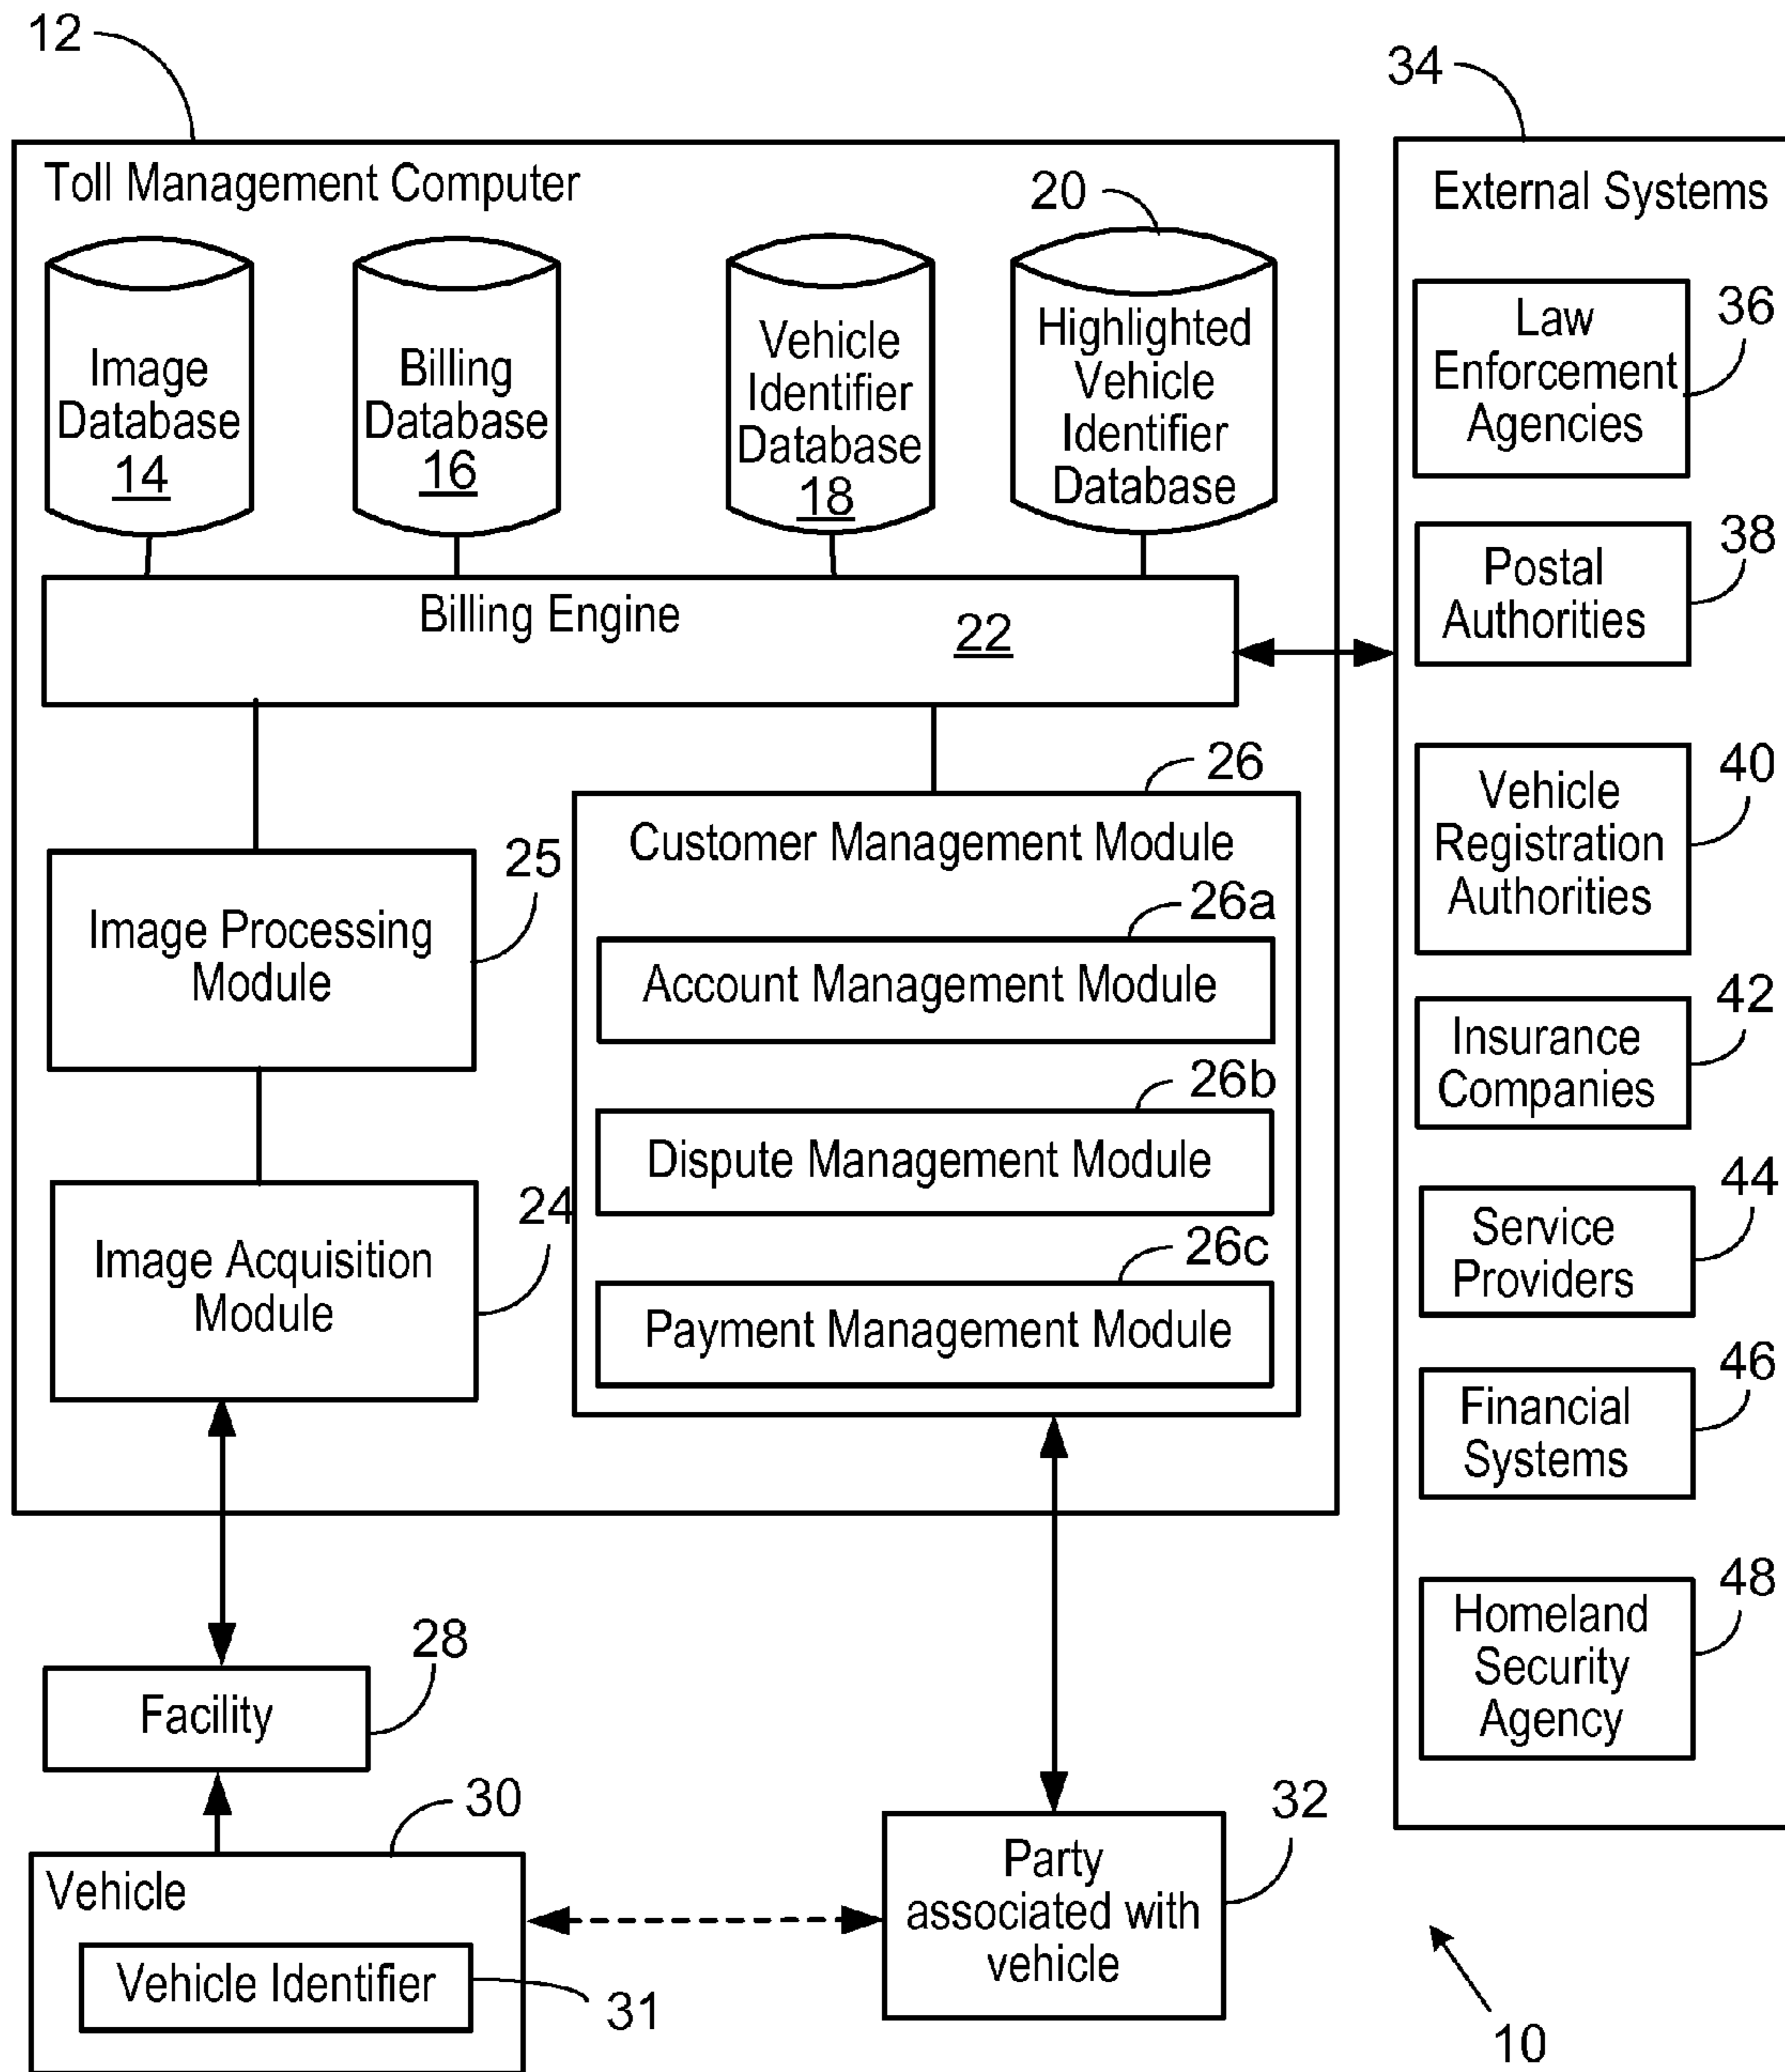 12
34
Toll Management Computer
20
External Systems
Image
Database
14
Billing
Database
16
Vehicle
Identifier
Database
18
Highlighted
Vehicle
Identifier
Database
Law
Enforcement
Agencies
36
Postal
Authorities
38
Billing Engine
22
Vehicle
Registration
Authorities
40
26
Customer Management Module
25
Image Processing
Module
26a
Account Management Module
Insurance
Companies
42
26b
Dispute Management Module
24
Image Acquisition
Module
Service
Providers
44
26c
Payment Management Module
Financial
Systems
46
Homeland
Security
Agency
48
Facility
28
30
Vehicle
Vehicle Identifier
31
Party
associated with
vehicle
32
10